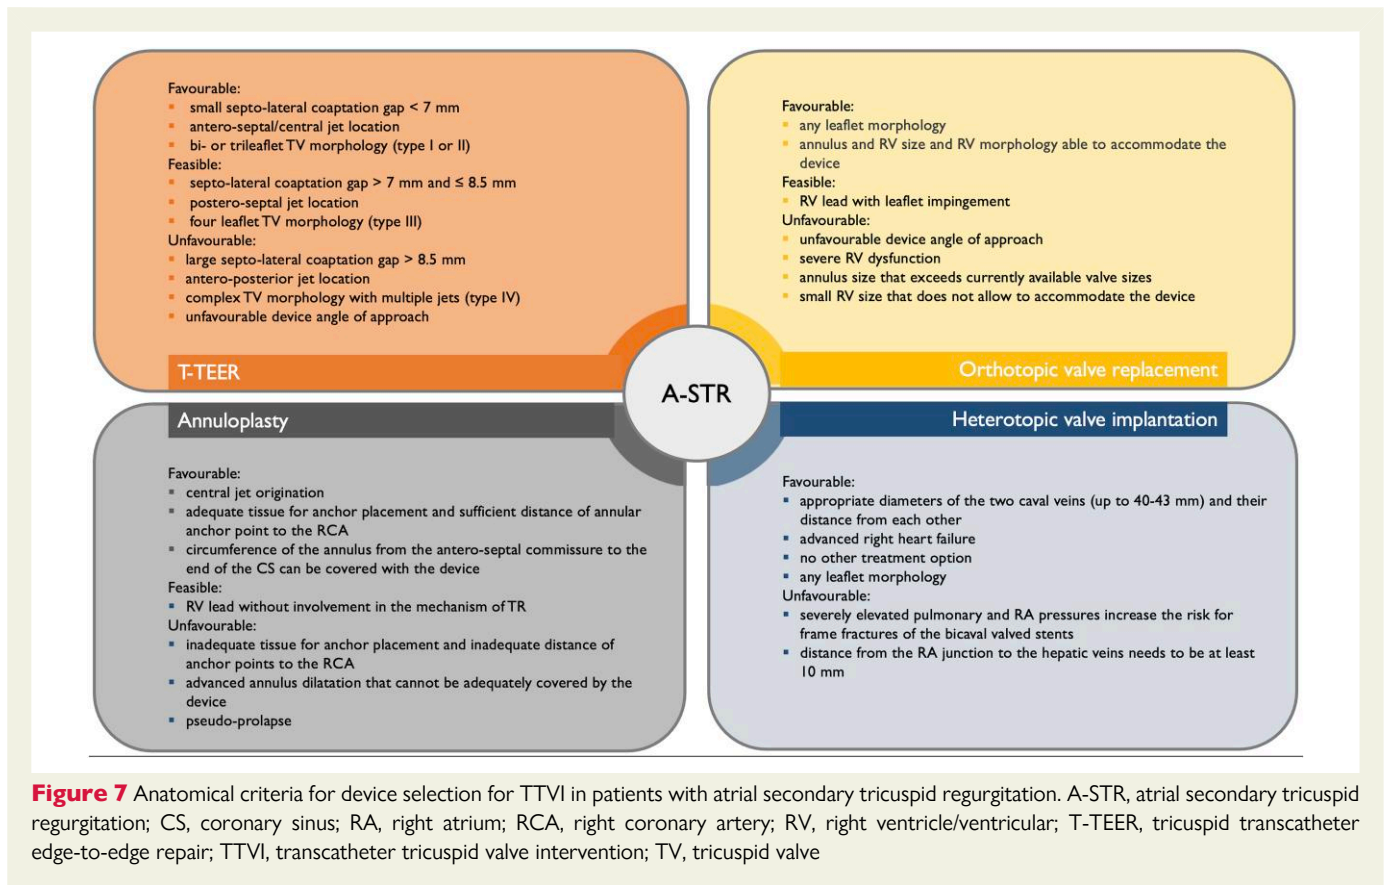 Favourable:
▪ small septo-lateral coaptation gap < 7 mm
▪ antero-septal/central jet location
▪ bi- or trileaflet TV morphology (type I or II)
Feasible:
▪ septo-lateral coaptation gap > 7 mm and ≤ 8.5 mm
▪ postero-septal jet location
▪ four leaflet TV morphology (type III)
Unfavourable:
▪ large septo-lateral coaptation gap > 8.5 mm
▪ antero-posterior jet location
▪ complex TV morphology with multiple jets (type IV)
▪ unfavourable device angle of approach
T-TEER
Favourable:
▪ any leaflet morphology
▪ annulus and RV size and RV morphology able to accommodate the
device
Feasible:
▪ RV lead with leaflet impingement
Unfavourable:
▪ unfavourable device angle of approach
▪ severe RV dysfunction
▪ annulus size that exceeds currently available valve sizes
▪ small RV size that does not allow to accommodate the device
Orthotopic valve replacement
A-STR
Annuloplasty
Favourable:
▪ central jet origination
▪ adequate tissue for anchor placement and sufficient distance of annular
anchor point to the RCA
▪ circumference of the annulus from the antero-septal commissure to the
end of the CS can be covered with the device
Feasible:
▪ RV lead without involvement in the mechanism of TR
Unfavourable:
▪ inadequate tissue for anchor placement and inadequate distance of
anchor points to the RCA
▪ advanced annulus dilatation that cannot be adequately covered by the
device
▪ pseudo-prolapse
Heterotopic valve implantation
Favourable:
▪ appropriate diameters of the two caval veins (up to 40-43 mm) and their
distance from each other
▪ advanced right heart failure
▪ no other treatment option
▪ any leaflet morphology
Unfavourable:
▪ severely elevated pulmonary and RA pressures increase the risk for
frame fractures of the bicaval valved stents
▪ distance from the RA junction to the hepatic veins needs to be at least
10 mm
Figure 7 Anatomical criteria for device selection for TTVI in patients with atrial secondary tricuspid regurgitation. A-STR, atrial secondary tricuspid
regurgitation; CS, coronary sinus; RA, right atrium; RCA, right coronary artery; RV, right ventricle/ventricular; T-TEER, tricuspid transcatheter
edge-to-edge repair; TTVI, transcatheter tricuspid valve intervention; TV, tricuspid valve